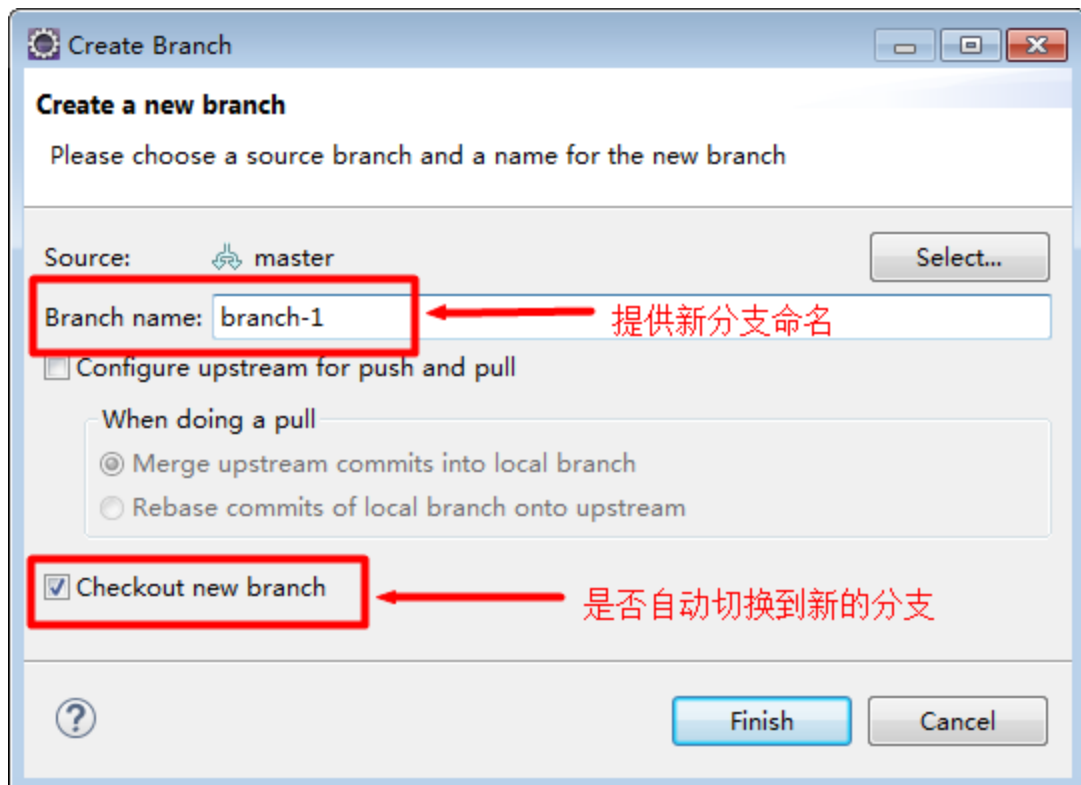 Create Branch
Create a new branch
Please choose a source branch and a name for the new branch
Source: master Select...
Branch name: branch-1 提供新分支命名
Configure upstream for push and pull
When doing a pull
Merge upstream commits into local branch
Rebase commits of local branch onto upstream
Checkout new branch 是否自动切换到新的分支
? Finish Cancel